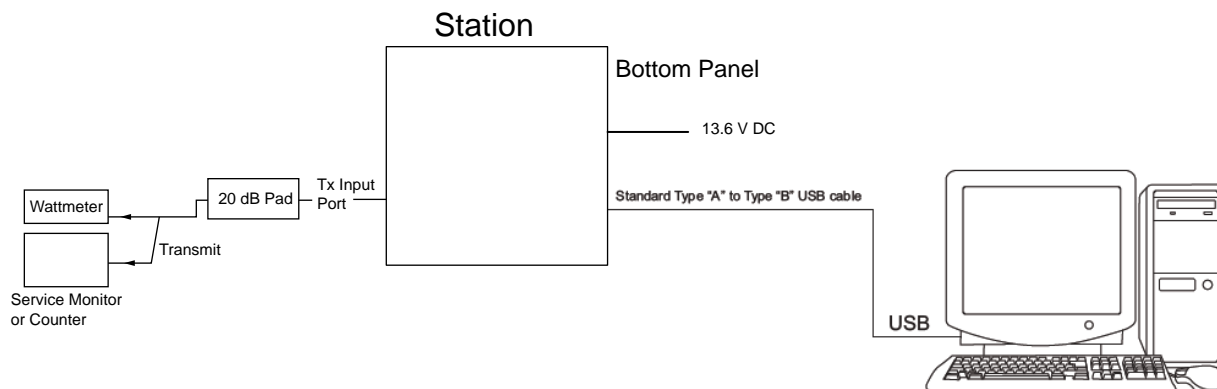 Station
Bottom Panel
13.6 V DC
Standard Type “A” to Type “B” USB cable
Tx Input
Port
20 dB Pad
Wattmeter
Transmit
Service Monitor
or Counter
USB